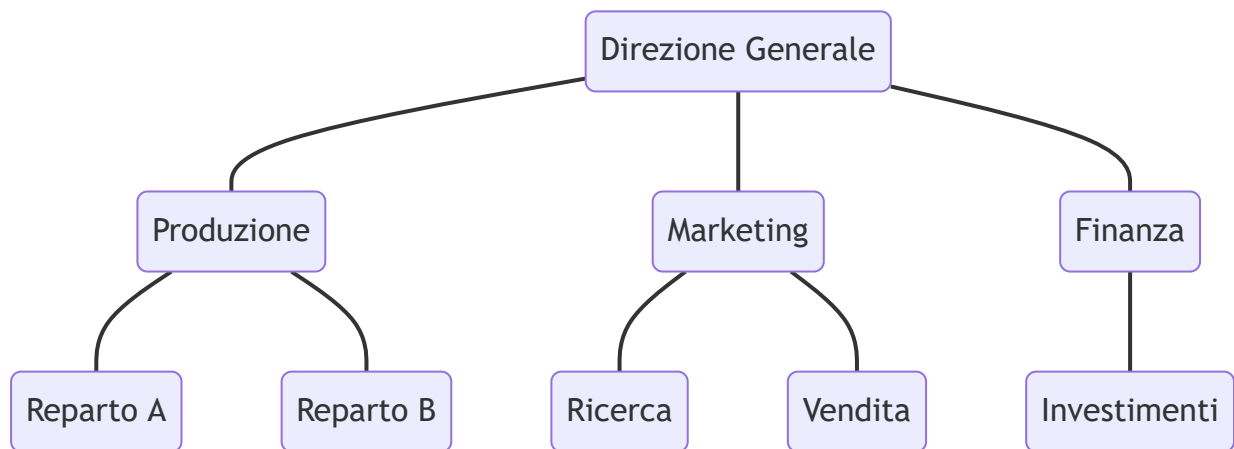 Direzione Generale
Produzione
Marketing
Finanza
Reparto A
Reparto B
Ricerca
Vendita
Investimenti